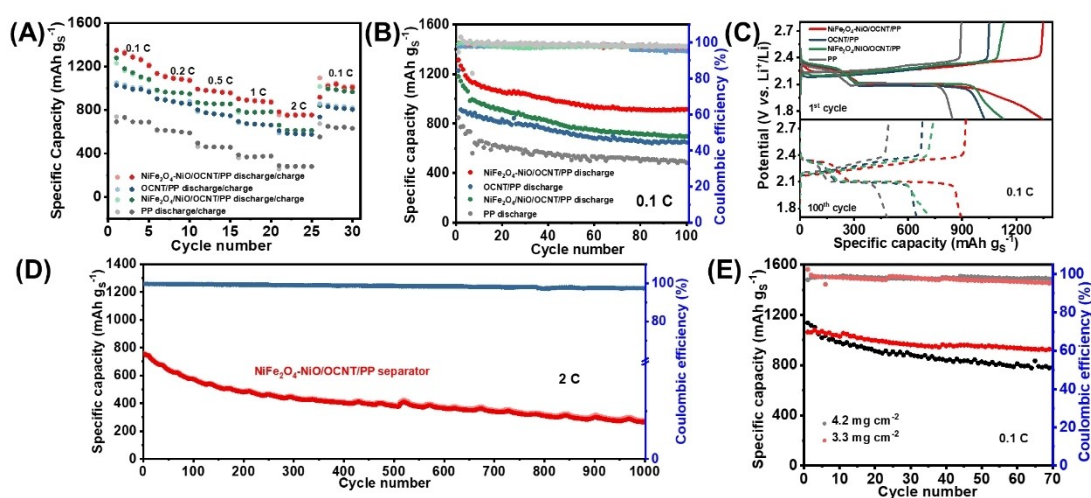 (A)
Specific Capacity (mAh gs⁻¹)
1600
1200
800
400
0
0.1 C
0.2 C
0.5 C
1 C
2 C
0.1 C
NiFe₂O₄-NiO/OCNT/PP discharge/charge
OCNT/PP discharge/charge
NiFe₂O₄/NiO/OCNT/PP discharge/charge
PP discharge/charge
0 5 10 15 20 25 30
Cycle number
(B)
Specific Capacity (mAh gs⁻¹)
1600
1400
1200
1000
800
600
400
200
0
100
80
60
40
20
0
Coulombic efficiency (%)
NiFe₂O₄-NiO/OCNT/PP discharge
OCNT/PP discharge
NiFe₂O₄/NiO/OCNT/PP discharge
PP discharge
0.1 C
0 20 40 60 80 100
Cycle number
(C)
Potential (V vs. Li⁺/Li)
2.7
2.4
2.1
1.8
2.7
2.4
2.1
1.8
NiFe₂O₄-NiO/OCNT/PP
OCNT/PP
NiFe₂O₄/NiO/OCNT/PP
PP
1ˢᵗ cycle
100ᵗʰ cycle
0.1 C
0 300 600 900 1200
Specific capacity (mAh gs⁻¹)
(D)
Specific capacity (mAh gs⁻¹)
1400
1200
1000
800
600
400
200
0
100
90
0
Coulombic efficiency (%)
NiFe₂O₄-NiO/OCNT/PP separator
2 C
0 100 200 300 400 500 600 700 800 900 1000
Cycle number
(E)
Specific capacity (mAh gs⁻¹)
1600
1200
800
400
0
100
90
80
70
60
50
40
30
20
10
0
Coulombic efficiency (%)
4.2 mg cm⁻²
3.3 mg cm⁻²
0.1 C
0 10 20 30 40 50 60 70
Cycle number